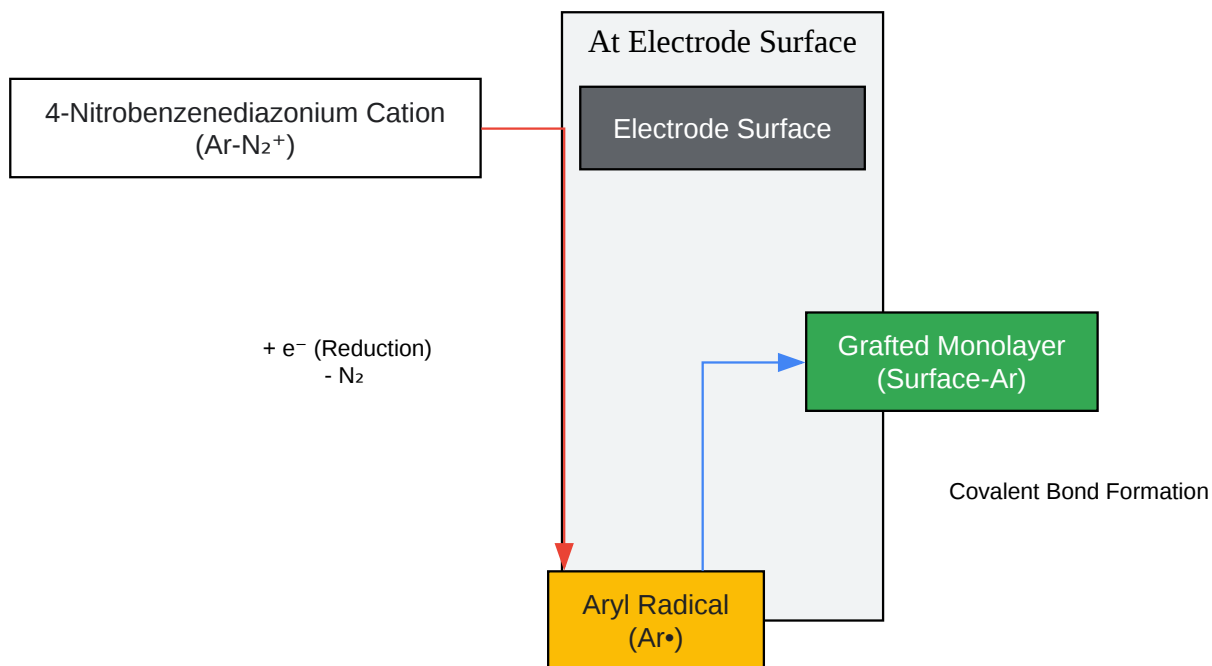 At Electrode Surface
4-Nitrobenzenediazonium Cation
(Ar-N₂⁺)
Electrode Surface
+ e⁻ (Reduction)
- N₂
Grafted Monolayer
(Surface-Ar)
Covalent Bond Formation
Aryl Radical
(Ar•)